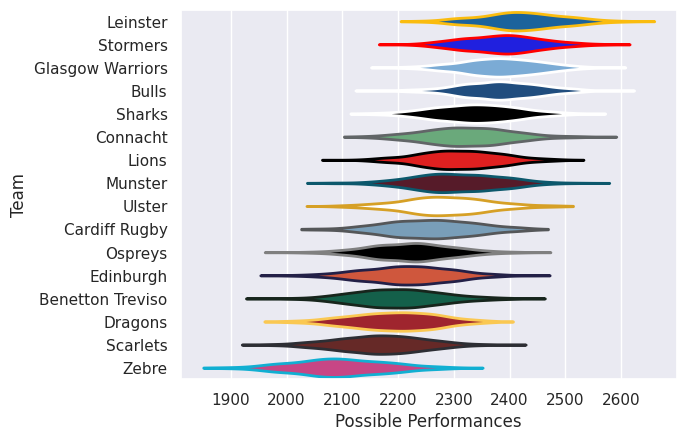 Leinster
Stormers
Glasgow Warriors
Bulls
Sharks
Connacht
Lions
Munster
Ulster
Cardiff Rugby
Ospreys
Edinburgh
Benetton Treviso
Dragons
Scarlets
Zebre
Team
1900 2000 2100 2200 2300 2400 2500 2600
Possible Performances